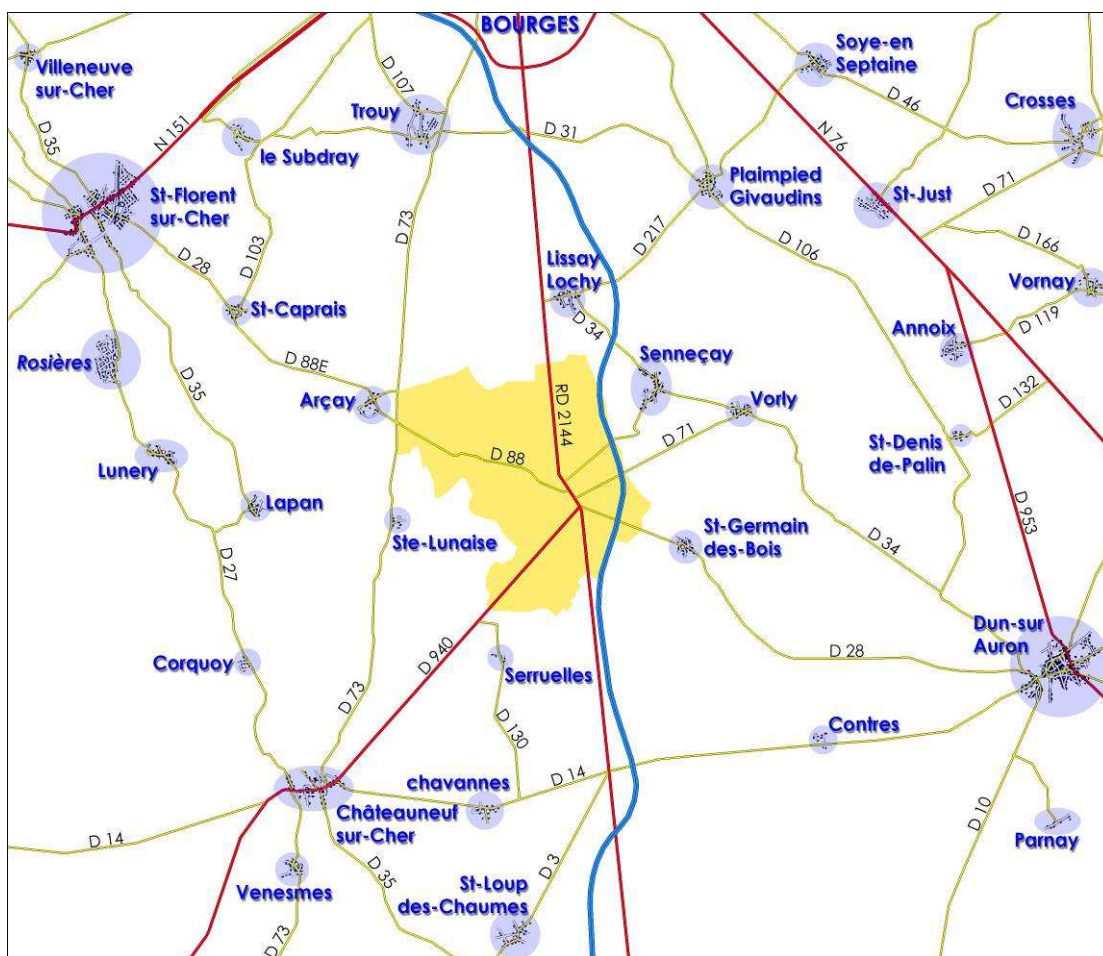 BOURGES
Villeneuve
sur-Cher
D 107
Soye-en
Septaine
D 46
Crosses
D 35
N 151
le Subdray
Trouy
D 31
N 76
St-Florent
sur-Cher
Plaimpied
Givaudins
St-Just
D 71
D 73
D 217
D 106
D 166
D 28
D 103
Lissay
Lochy
Vornay
St-Caprais
D 34
Annoix
D 119
Rosières
D 88E
Senneçay
D 35
Arçay
RD 2144
Vorly
D 132
D 71
St-Denis
de-Palin
Lunery
D 88
Lapan
Ste-Lunaise
St-Germain
des-Bois
D 953
D 27
D 34
D 940
Dun-sur
Auron
Corquoy
Serruelles
D 28
D 73
D 130
Contres
chavannes
D 14
Châteauneuf
sur-Cher
D 10
D 14
Parnay
Venesmes
D 35
St-Loup
des-Chaumes
D 3
D 73